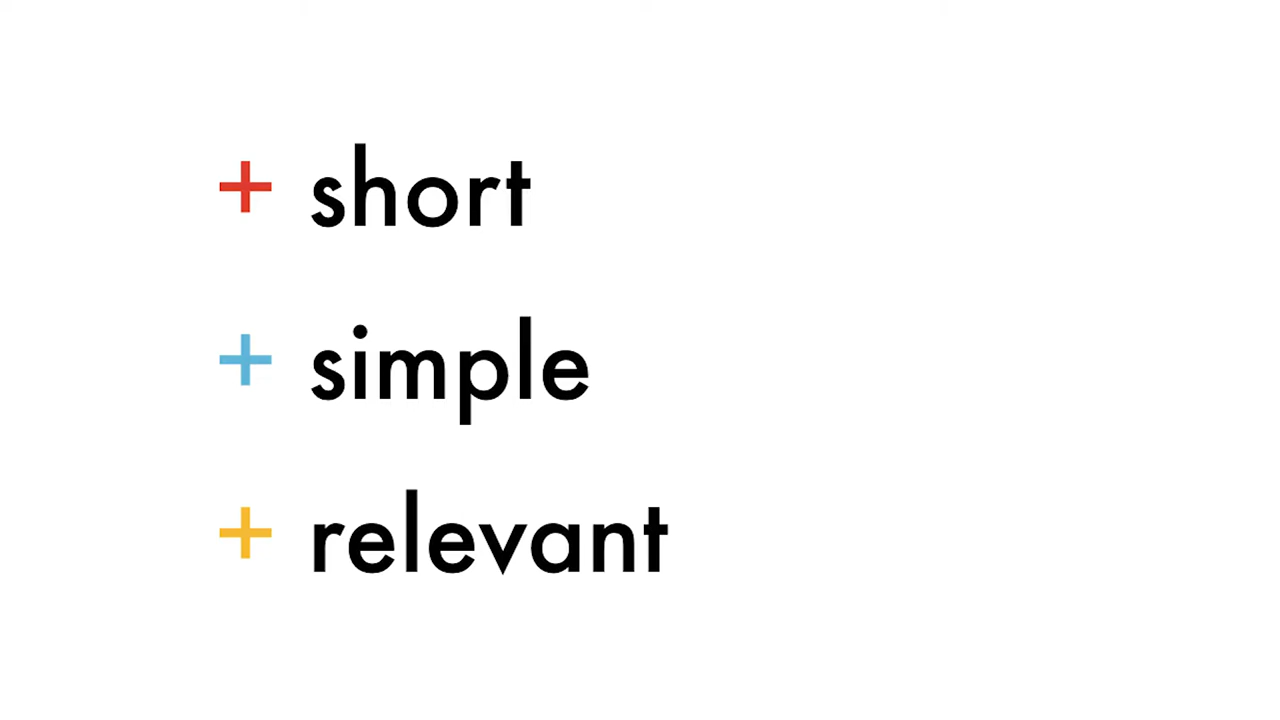 + short
+ simple
+ relevant